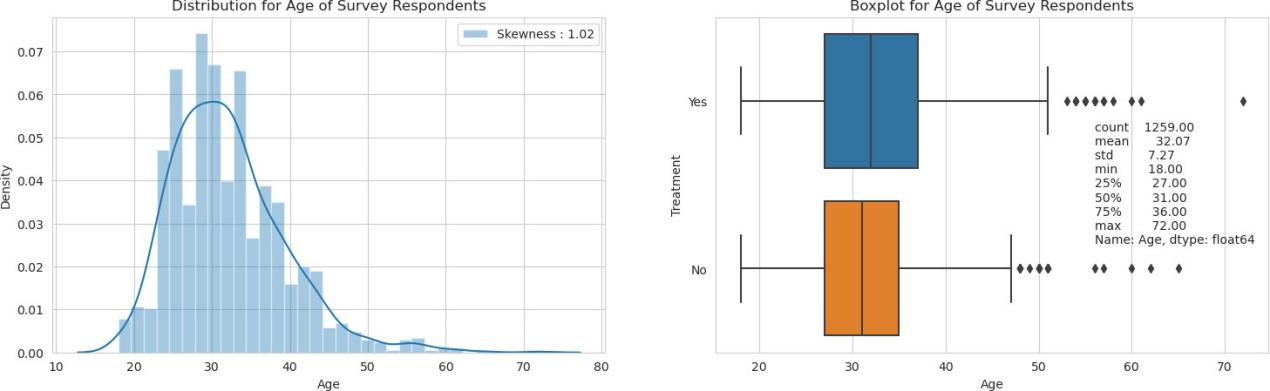 Distribution for Age of Survey Respondents
Skewness : 1.02
0.07
0.06
0.05
0.04
0.03
0.02
0.01
0.00
Density
10 20 30 40 50 60 70 80
Age
Boxplot for Age of Survey Respondents
Yes
No
Treatment
count 1259.00
mean 32.07
std 7.27
min 18.00
25% 27.00
50% 31.00
75% 36.00
max 72.00
Name: Age, dtype: float64
20 30 40 50 60 70
Age